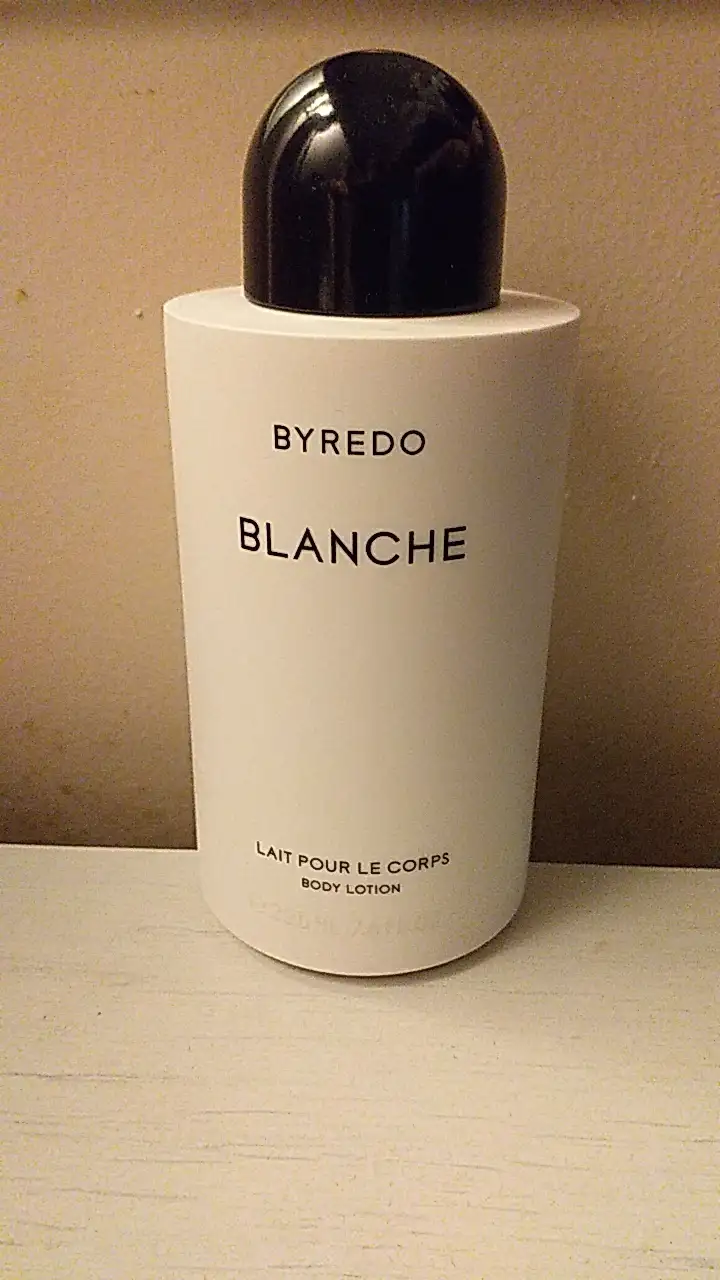 BYREDO
BLANCHE
LAIT POUR LE CORPS
BODY LOTION